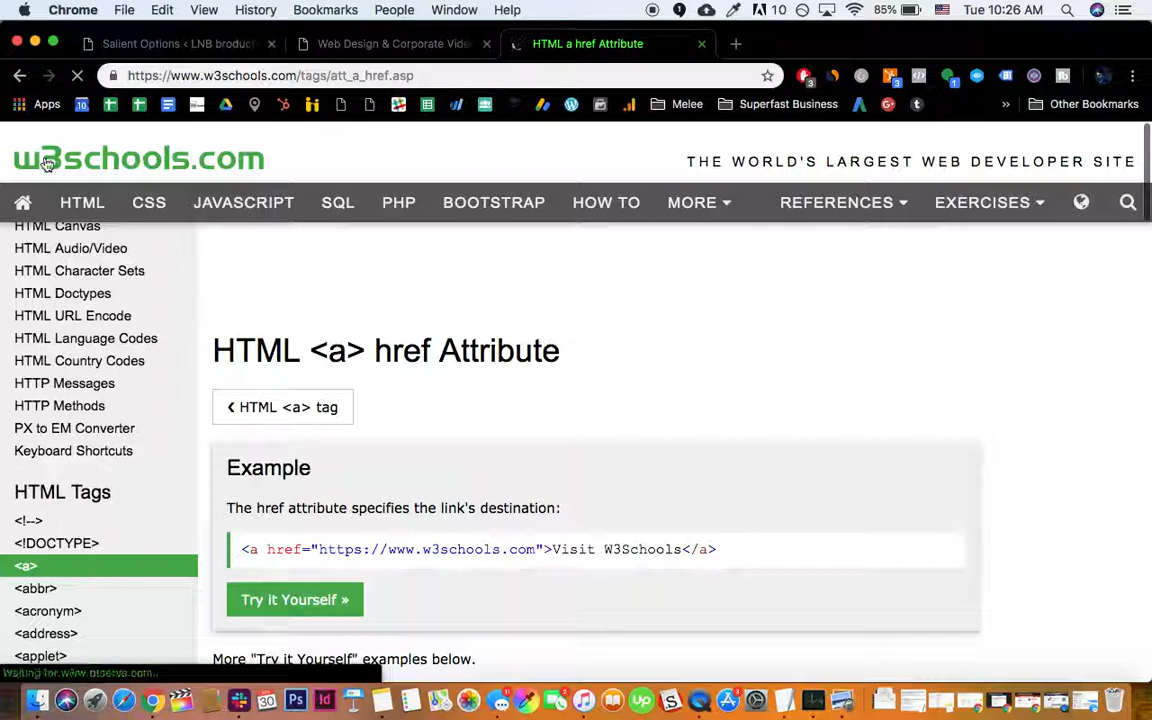 Chrome File Edit View History Bookmarks People Window Help 1 10 85% Tue 10:26 AM
Salient Options ‹ LNB broduc × Web Design & Corporate Vide × HTML a href Attribute × +
https://www.w3schools.com/tags/att_a_href.asp
Apps Melee Superfast Business » Other Bookmarks
w3schools.com
THE WORLD'S LARGEST WEB DEVELOPER SITE
HTML CSS JAVASCRIPT SQL PHP BOOTSTRAP HOW TO MORE REFERENCES EXERCISES
HTML Canvas
HTML Audio/Video
HTML Character Sets
HTML Doctypes
HTML URL Encode
HTML Language Codes
HTML Country Codes
HTTP Messages
HTTP Methods
PX to EM Converter
Keyboard Shortcuts
HTML Tags
<!-->
<!DOCTYPE>
<a>
<abbr>
<acronym>
<address>
<applet>
HTML <a> href Attribute
❮ HTML <a> tag
Example
The href attribute specifies the link's destination:
<a href="https://www.w3schools.com">Visit W3Schools</a>
Try it Yourself »
More "Try it Yourself" examples below.